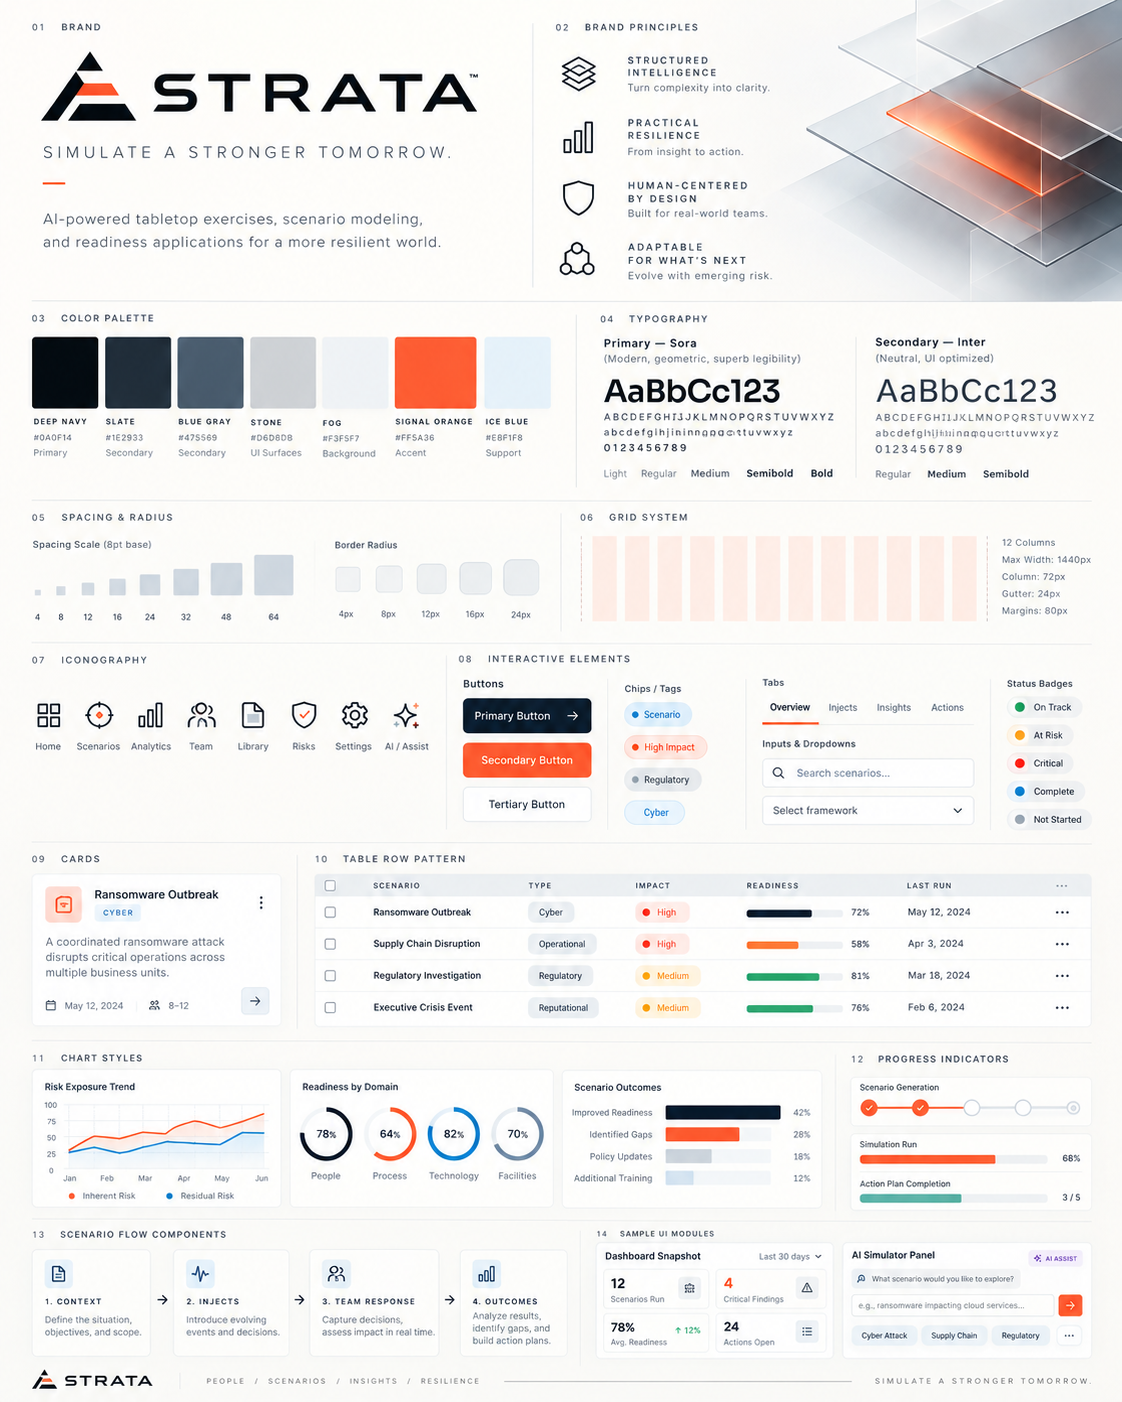 01 BRAND
STRATA™
SIMULATE A STRONGER TOMORROW.
AI-powered tabletop exercises, scenario modeling,
and readiness applications for a more resilient world.
02 BRAND PRINCIPLES
STRUCTURED
INTELLIGENCE
Turn complexity into clarity.
PRACTICAL
RESILIENCE
From insight to action.
HUMAN-CENTERED
BY DESIGN
Built for real-world teams.
ADAPTABLE
FOR WHAT'S NEXT
Evolve with emerging risk.
03 COLOR PALETTE
DEEP NAVY
#0A0F14
Primary
SLATE
#1E2933
Secondary
BLUE GRAY
#475569
Secondary
STONE
#D6D8DB
UI Surfaces
FOG
#F3F5F7
Background
SIGNAL ORANGE
#FF5A36
Accent
ICE BLUE
#E8F1F8
Support
04 TYPOGRAPHY
Primary — Sora
(Modern, geometric, superb legibility)
AaBbCc123
0123456789
Light Regular Medium Semibold Bold
Secondary — Inter
(Neutral, UI optimized)
AaBbCc123
0123456789
Regular Medium Semibold
05 SPACING & RADIUS
Spacing Scale (8pt base)
4 8 12 16 24 32 48 64
Border Radius
4px 8px 12px 16px 24px
06 GRID SYSTEM
12 Columns
Max Width: 1440px
Column: 72px
Gutter: 24px
Margins: 80px
07 ICONOGRAPHY
Home Scenarios Analytics Team Library Risks Settings AI / Assist
08 INTERACTIVE ELEMENTS
Buttons
Primary Button →
Secondary Button
Tertiary Button
Chips / Tags
Scenario
High Impact
Regulatory
Cyber
Tabs
Overview Injects Insights Actions
Inputs & Dropdowns
Search scenarios...
Select framework
Status Badges
On Track
At Risk
Critical
Complete
Not Started
09 CARDS
Ransomware Outbreak
CYBER
A coordinated ransomware attack
disrupts critical operations across
multiple business units.
May 12, 2024 8–12
10 TABLE ROW PATTERN
SCENARIO TYPE IMPACT READINESS LAST RUN
Ransomware Outbreak Cyber High 72% May 12, 2024
Supply Chain Disruption Operational High 58% Apr 3, 2024
Regulatory Investigation Regulatory Medium 81% Mar 18, 2024
Executive Crisis Event Reputational Medium 76% Feb 6, 2024
11 CHART STYLES
Risk Exposure Trend
100
75
50
25
0
Jan Feb Mar Apr May Jun
Inherent Risk Residual Risk
Readiness by Domain
78% 64% 82% 70%
People Process Technology Facilities
Scenario Outcomes
Improved Readiness 42%
Identified Gaps 28%
Policy Updates 18%
Additional Training 12%
12 PROGRESS INDICATORS
Scenario Generation
Simulation Run
68%
Action Plan Completion
3 / 5
13 SCENARIO FLOW COMPONENTS
1. CONTEXT
Define the situation,
objectives, and scope.
2. INJECTS
Introduce evolving
events and decisions.
3. TEAM RESPONSE
Capture decisions,
assess impact in real time.
4. OUTCOMES
Analyze results,
identify gaps, and
build action plans.
14 SAMPLE UI MODULES
Dashboard Snapshot Last 30 days
12
Scenarios Run
4
Critical Findings
78% ↑ 12%
Avg. Readiness
24
Actions Open
AI Simulator Panel
AI ASSIST
What scenario would you like to explore?
e.g., ransomware impacting cloud services...
Cyber Attack Supply Chain Regulatory
STRATA
PEOPLE / SCENARIOS / INSIGHTS / RESILIENCE
SIMULATE A STRONGER TOMORROW.